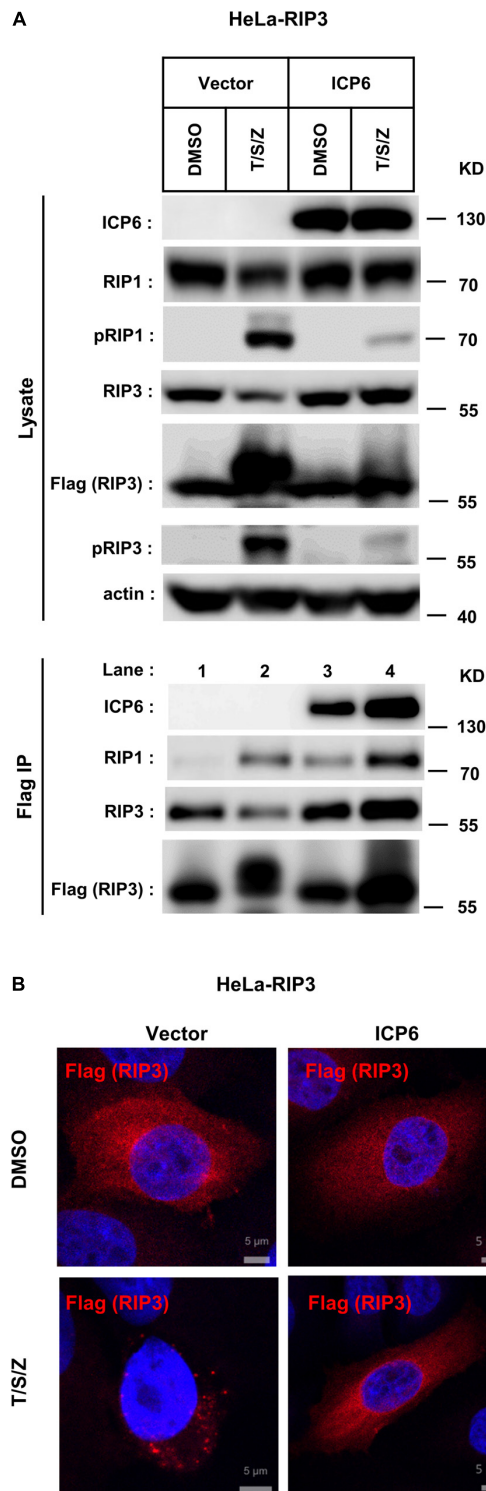 A
HeLa-RIP3
Vector ICP6
DMSO T/S/Z DMSO T/S/Z
KD
Lysate
ICP6 : 130
RIP1 : 70
pRIP1 : 70
RIP3 : 55
Flag (RIP3) : 55
pRIP3 : 55
actin : 40
Flag IP
Lane : 1 2 3 4 KD
ICP6 : 130
RIP1 : 70
RIP3 : 55
Flag (RIP3) : 55
B
HeLa-RIP3
Vector ICP6
DMSO
Flag (RIP3) Flag (RIP3)
5 µm 5
T/S/Z
Flag (RIP3) Flag (RIP3)
5 µm 5